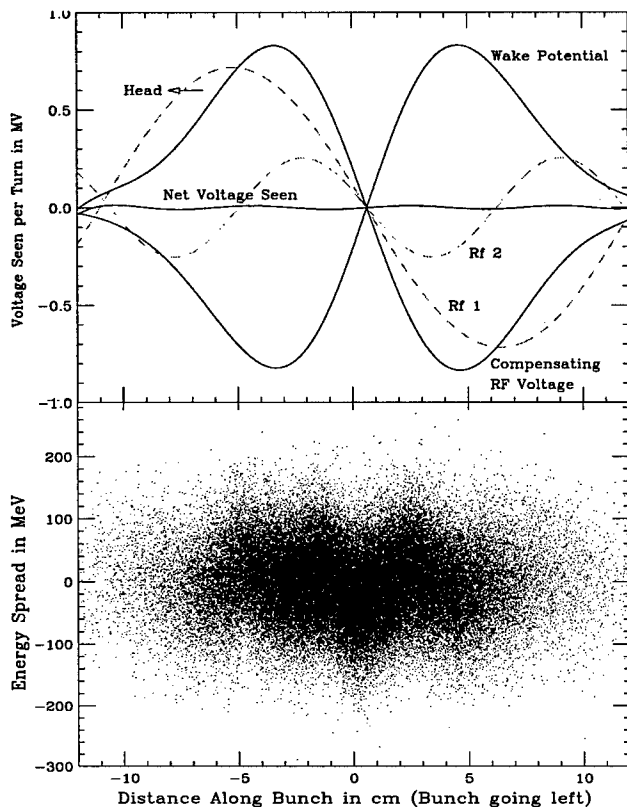 1.0
Wake Potential
Head
0.5
Net Voltage Seen
0.0
Rf 2
Rf 1
-0.5
Compensating
RF Voltage
-1.0
Voltage Seen per Turn in MV
200
100
0
-100
-200
-300
Energy Spread in MeV
-10 -5 0 5 10
Distance Along Bunch in cm (Bunch going left)